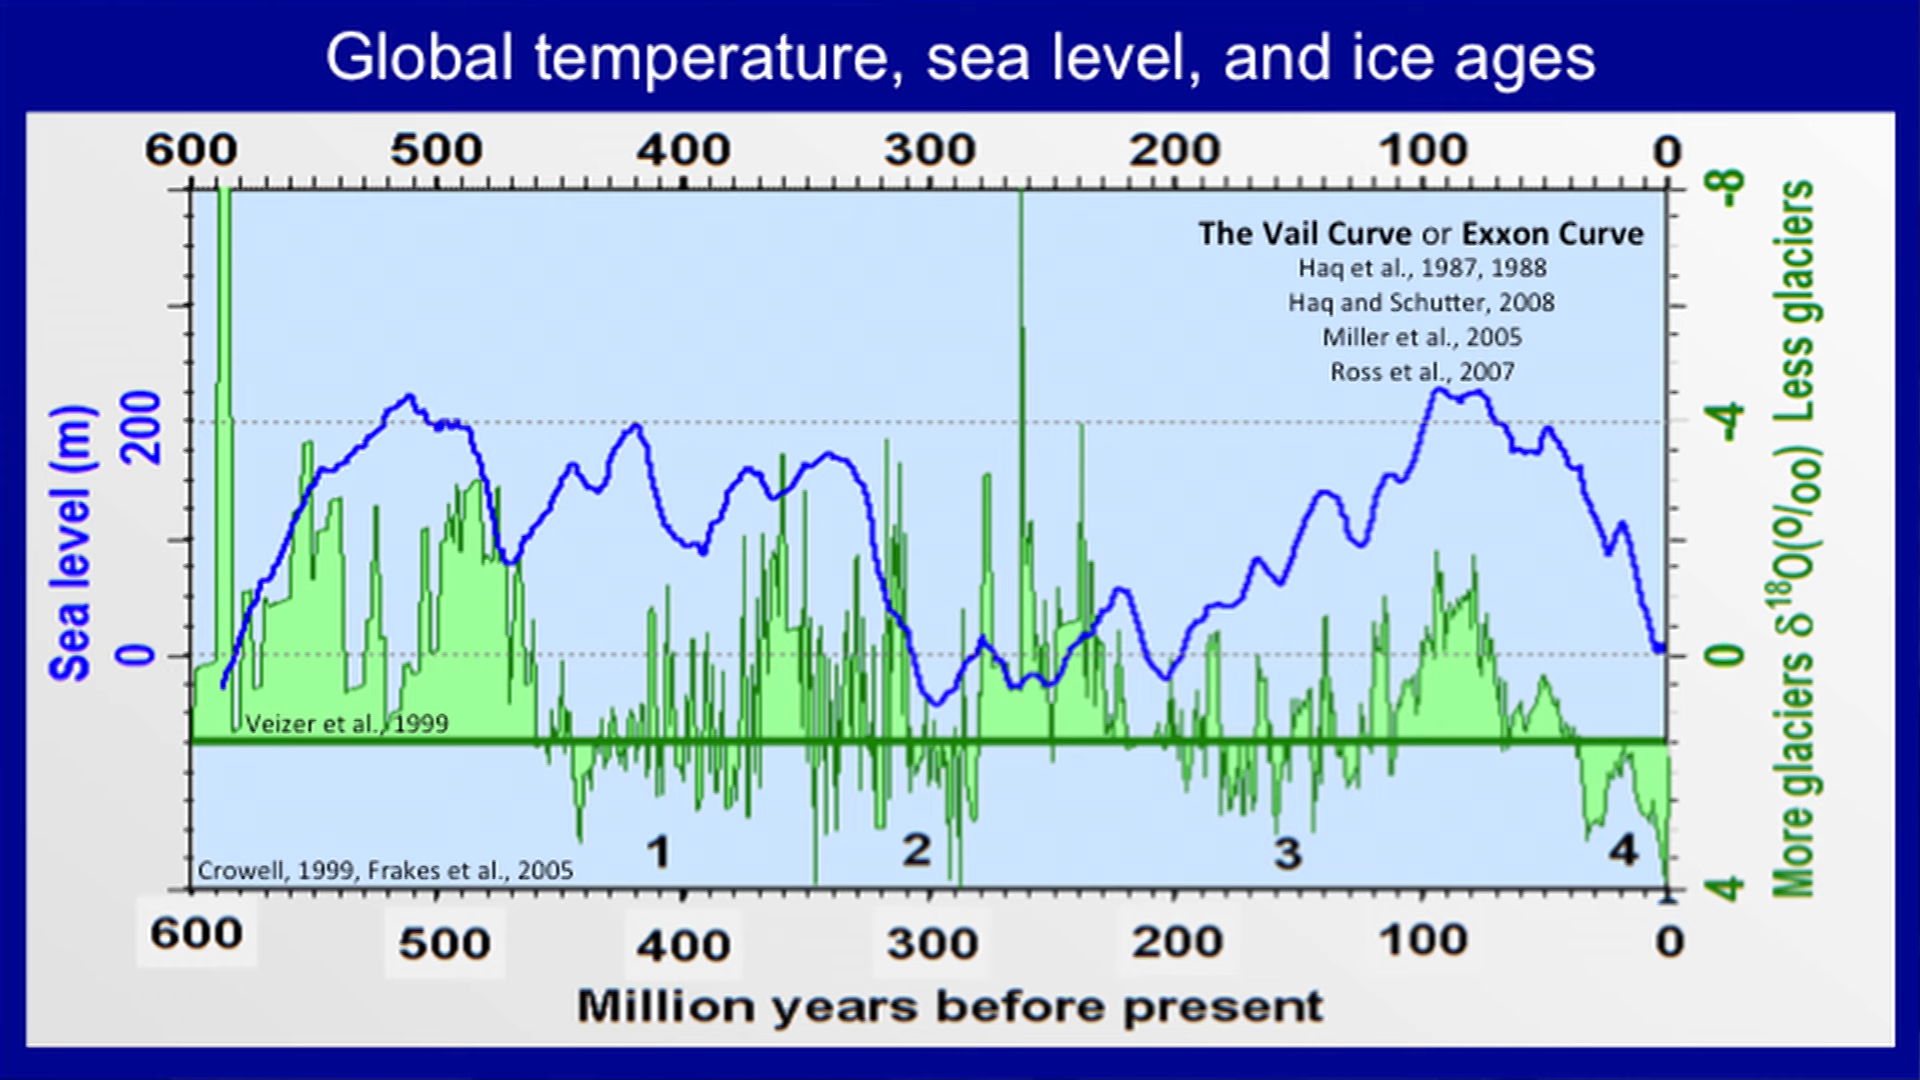 Global temperature, sea level, and ice ages
600 500 400 300 200 100 0
The Vail Curve or Exxon Curve
Haq et al., 1987, 1988
Haq and Schutter, 2008
Miller et al., 2005
Ross et al., 2007
Sea level (m)
200
0
-8
-4
0
4
More glaciers δ¹⁸O(0/00) Less glaciers
Veizer et al., 1999
1 2 3 4
Crowell, 1999, Frakes et al., 2005
600 500 400 300 200 100 0
Million years before present